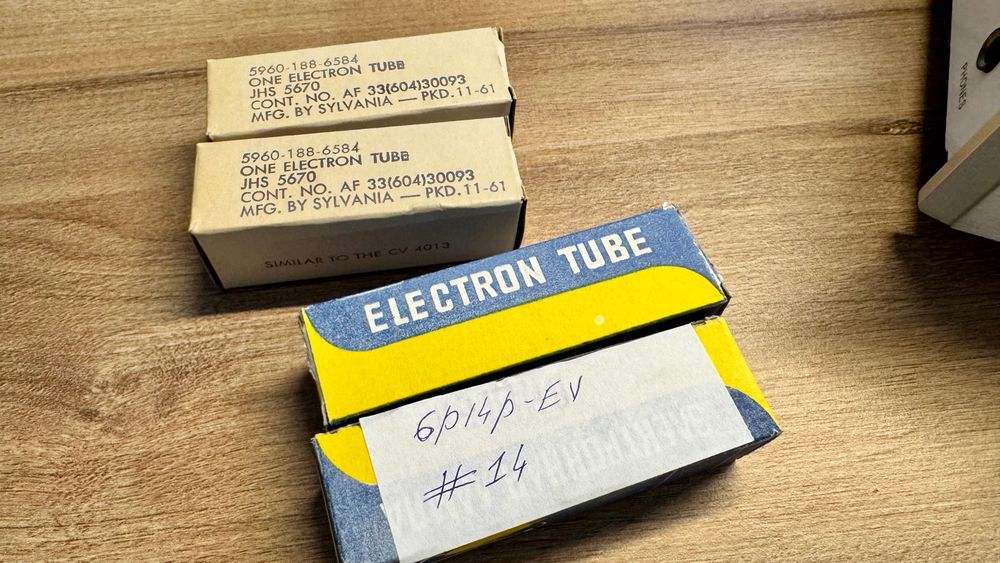 5960-188-6584
ONE ELECTRON TUBE
JHS 5670
CONT. NO. AF 33(604)30093
MFG. BY SYLVANIA — PKD. 11-61
5960-188-6584
ONE ELECTRON TUBE
JHS 5670
CONT. NO. AF 33(604)30093
MFG. BY SYLVANIA — PKD. 11-61
SIMILAR TO THE CV-4013
ELECTRON TUBE
6p14p-EV
#14
PHONES